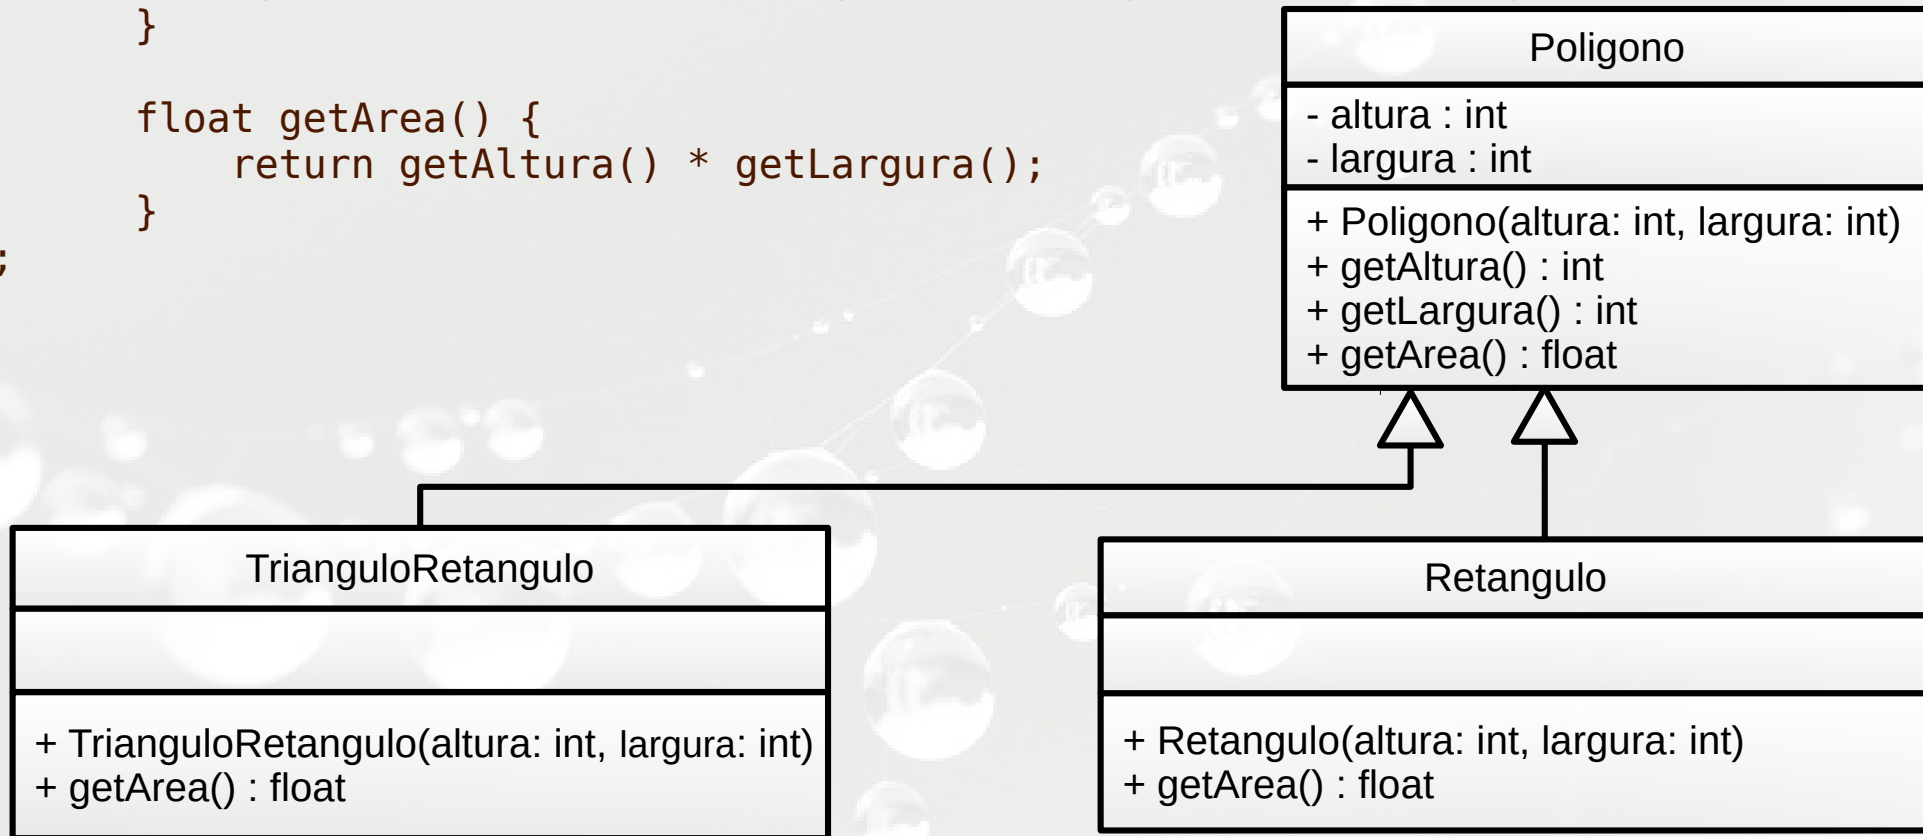 }
float getArea() {
return getAltura() * getLargura();
}
;
Poligono
- altura : int
- largura : int
+ Poligono(altura: int, largura: int)
+ getAltura() : int
+ getLargura() : int
+ getArea() : float
TrianguloRetangulo
+ TrianguloRetangulo(altura: int, largura: int)
+ getArea() : float
Retangulo
+ Retangulo(altura: int, largura: int)
+ getArea() : float